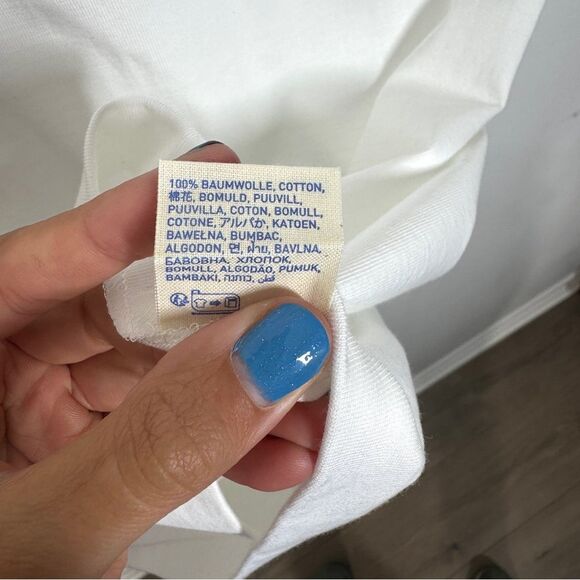 100% BAUMWOLLE, COTTON,
棉花, BOMULD, PUUVILL,
PUUVILLA, COTON, BOMULL,
COTONE, アルパカ, KATOEN,
BAWEŁNA, BUMBAC,
ALGODON, 면, ฝ้าย, BAVLNA,
БАВОВНА, ХЛОПОК,
BOMULL, ALGODÃO, PUMUK,
BAMBAKI, כותנה, قطن